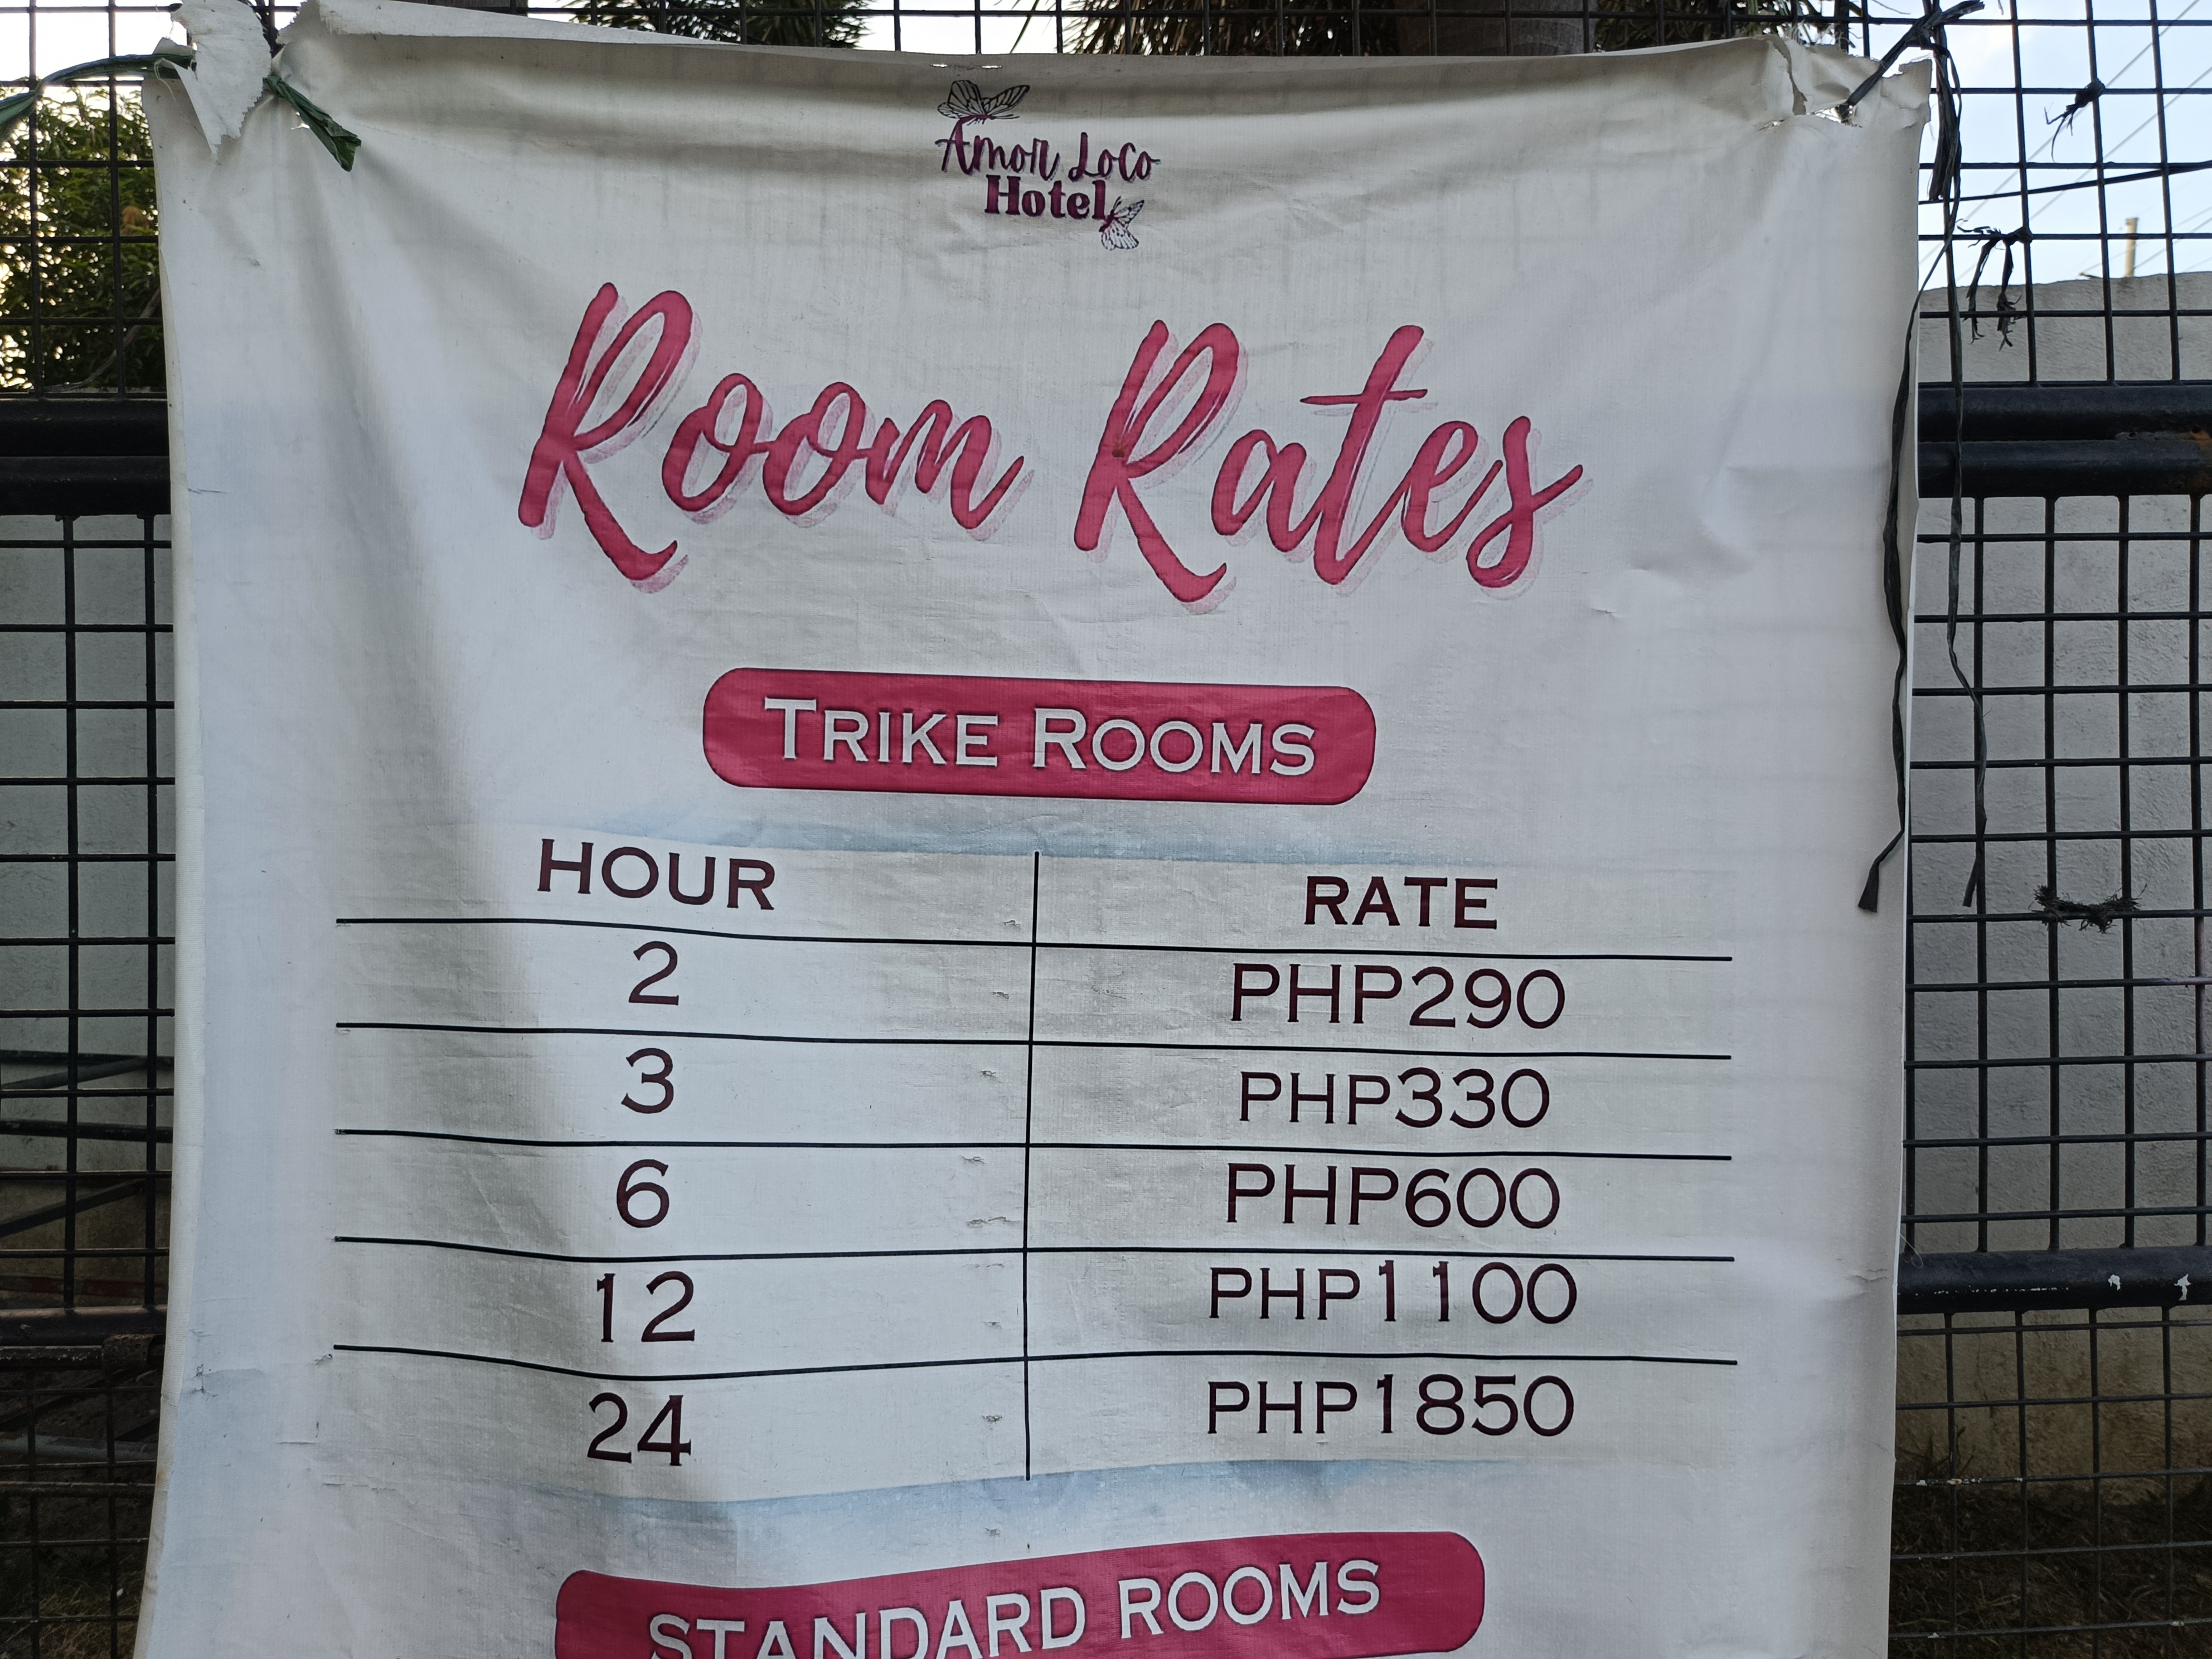 Amor Loco
Hotel
Room Rates
TRIKE ROOMS
HOUR RATE
2 PHP290
3 PHP330
6 PHP600
12 PHP1100
24 PHP1850
STANDARD ROOMS